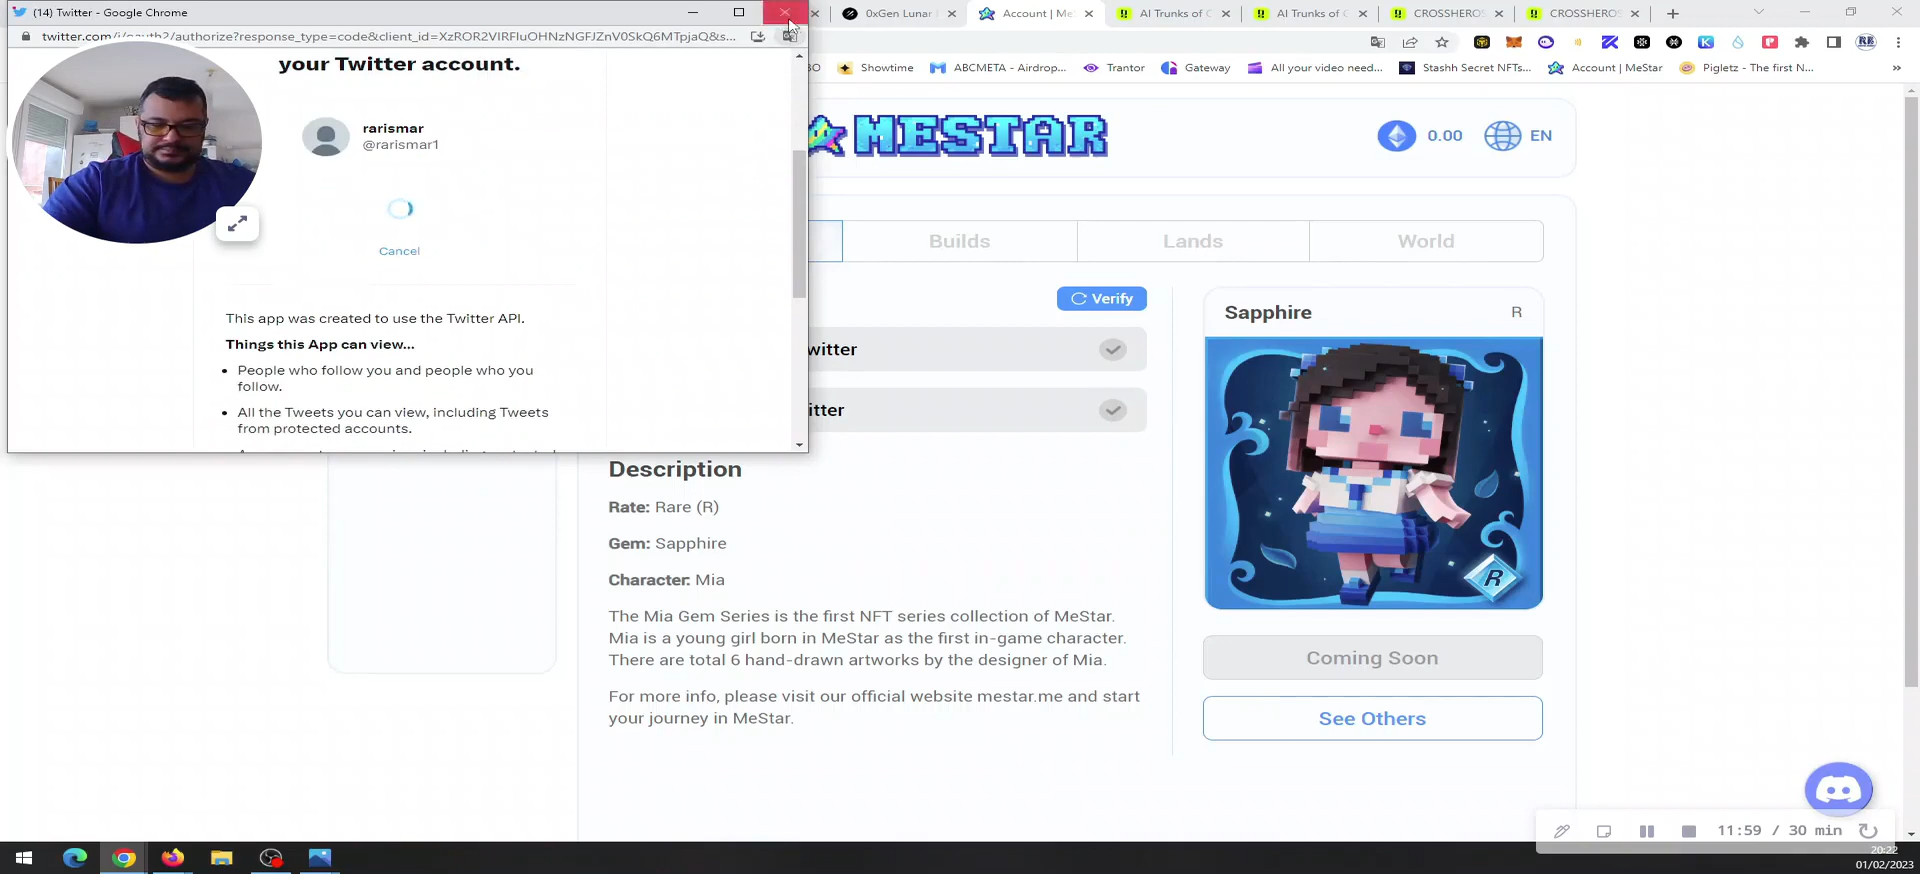 (14) Twitter - Google Chrome
0xGen Lunar
Account | Me
AI Trunks of C
AI Trunks of C
CROSSHEROS
CROSSHEROS
your Twitter account.
rarismar
@rarismar1
Cancel
This app was created to use the Twitter API.
Things this App can view...
• People who follow you and people who you
follow.
• All the Tweets you can view, including Tweets
from protected accounts.
Showtime
ABCMETA - Airdrop...
Trantor
Gateway
All your video need...
Stashh Secret NFTs...
Account | MeStar
Pigletz - The first N...
»
MESTAR
0.00
EN
Builds
Lands
World
Verify
witter
itter
Description
Rate: Rare (R)
Gem: Sapphire
Character: Mia
The Mia Gem Series is the first NFT series collection of MeStar.
Mia is a young girl born in MeStar as the first in-game character.
There are total 6 hand-drawn artworks by the designer of Mia.
For more info, please visit our official website mestar.me and start
your journey in MeStar.
Sapphire
R
R
Coming Soon
See Others
11:59 / 30 min
20:22
01/02/2023